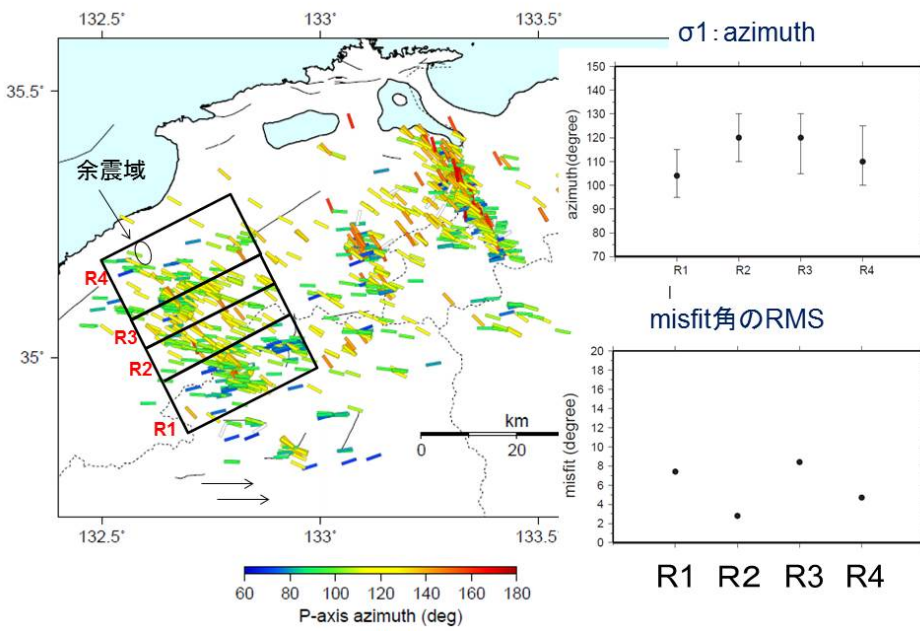 132.5˚
133˚
133.5˚
35.5˚
35˚
余震域
R4
R3
R2
R1
km
0
20
132.5˚
133˚
133.5˚
60
80
100
120
140
160
180
P-axis azimuth (deg)
σ1: azimuth
azimuth(degree)
150
140
130
120
110
100
90
80
70
R1
R2
R3
R4
misfit角のRMS
misfit (degree)
20
18
16
14
12
10
8
6
4
2
0
R1
R2
R3
R4